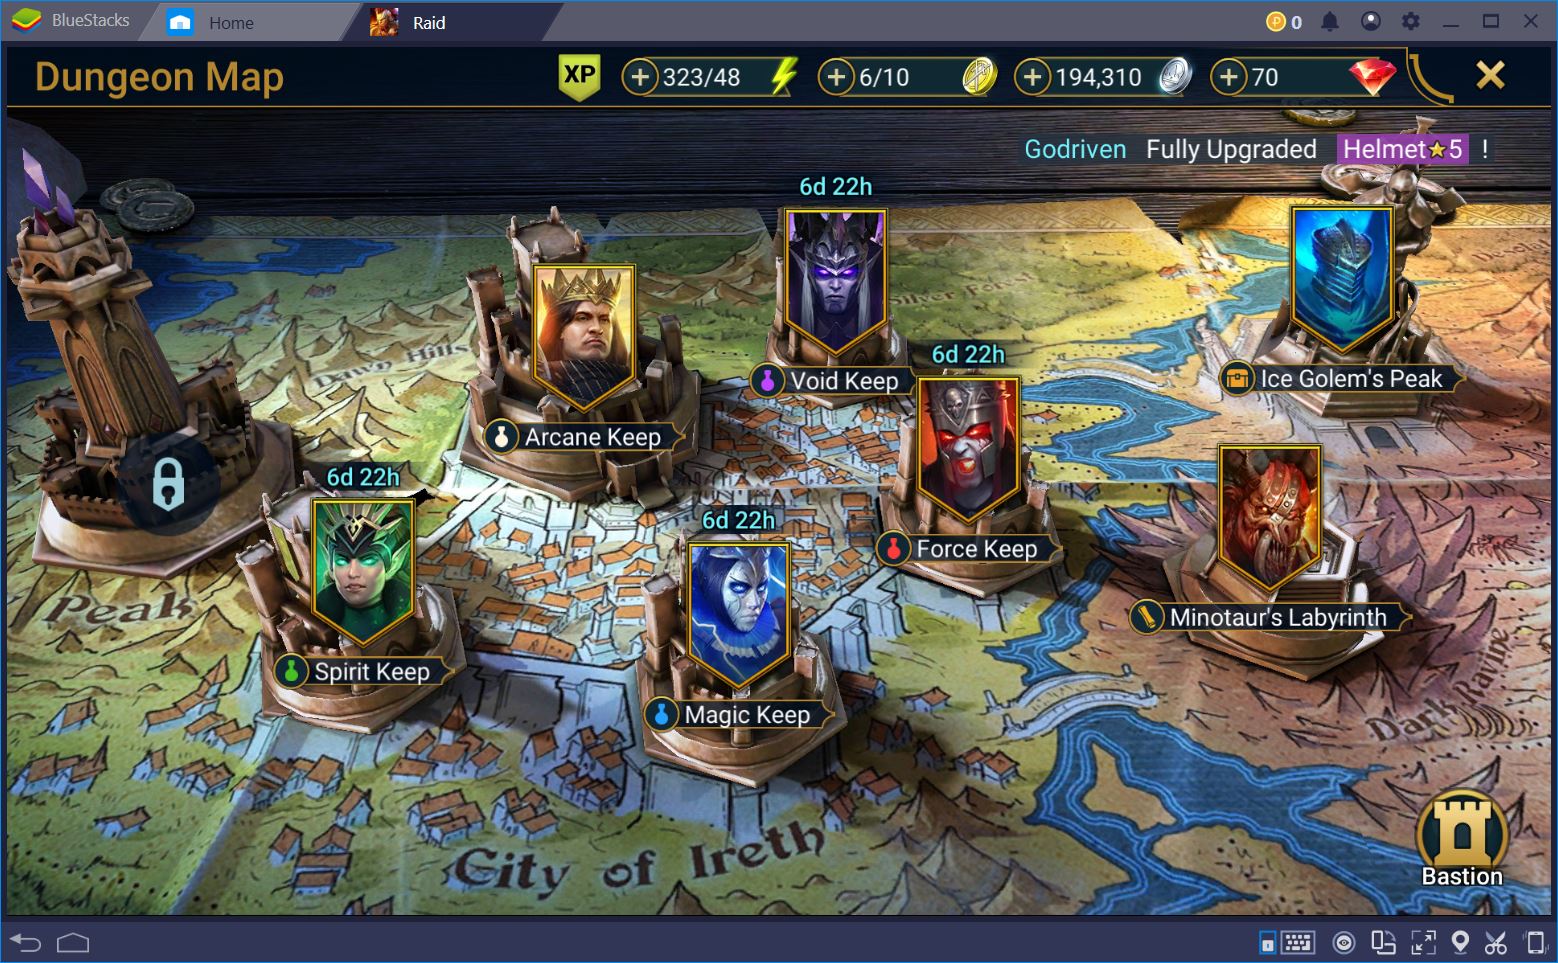 BlueStacks
Home
Raid
0
Dungeon Map
XP
323/48
6/10
194,310
70
Godriven Fully Upgraded Helmet★5 !
6d 22h
Silver
Dawn Hills
6d 22h
Void Keep
Ice Golem's Peak
Arcane Keep
6d 22h
6d 22h
Force Keep
Peak
Minotaur's Labyrinth
Spirit Keep
Magic Keep
Dark Ravine
City of Ireth
Bastion